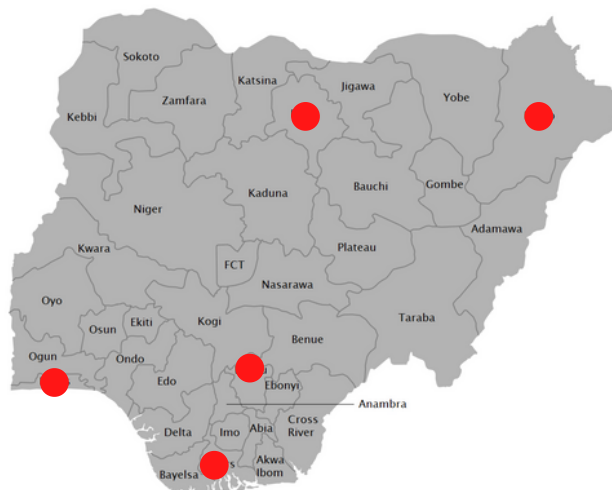 Sokoto
Katsina
Jigawa
Yobe
Zamfara
Kebbi
Kaduna
Bauchi
Gombe
Niger
Adamawa
Kwara
Plateau
FCT
Nasarawa
Oyo
Taraba
Kogi
Ekiti
Osun
Benue
Ogun
Ondo
Edo
Ebonyi
Anambra
Delta
Imo
Abia
Cross
River
Bayelsa
Akwa
Ibom